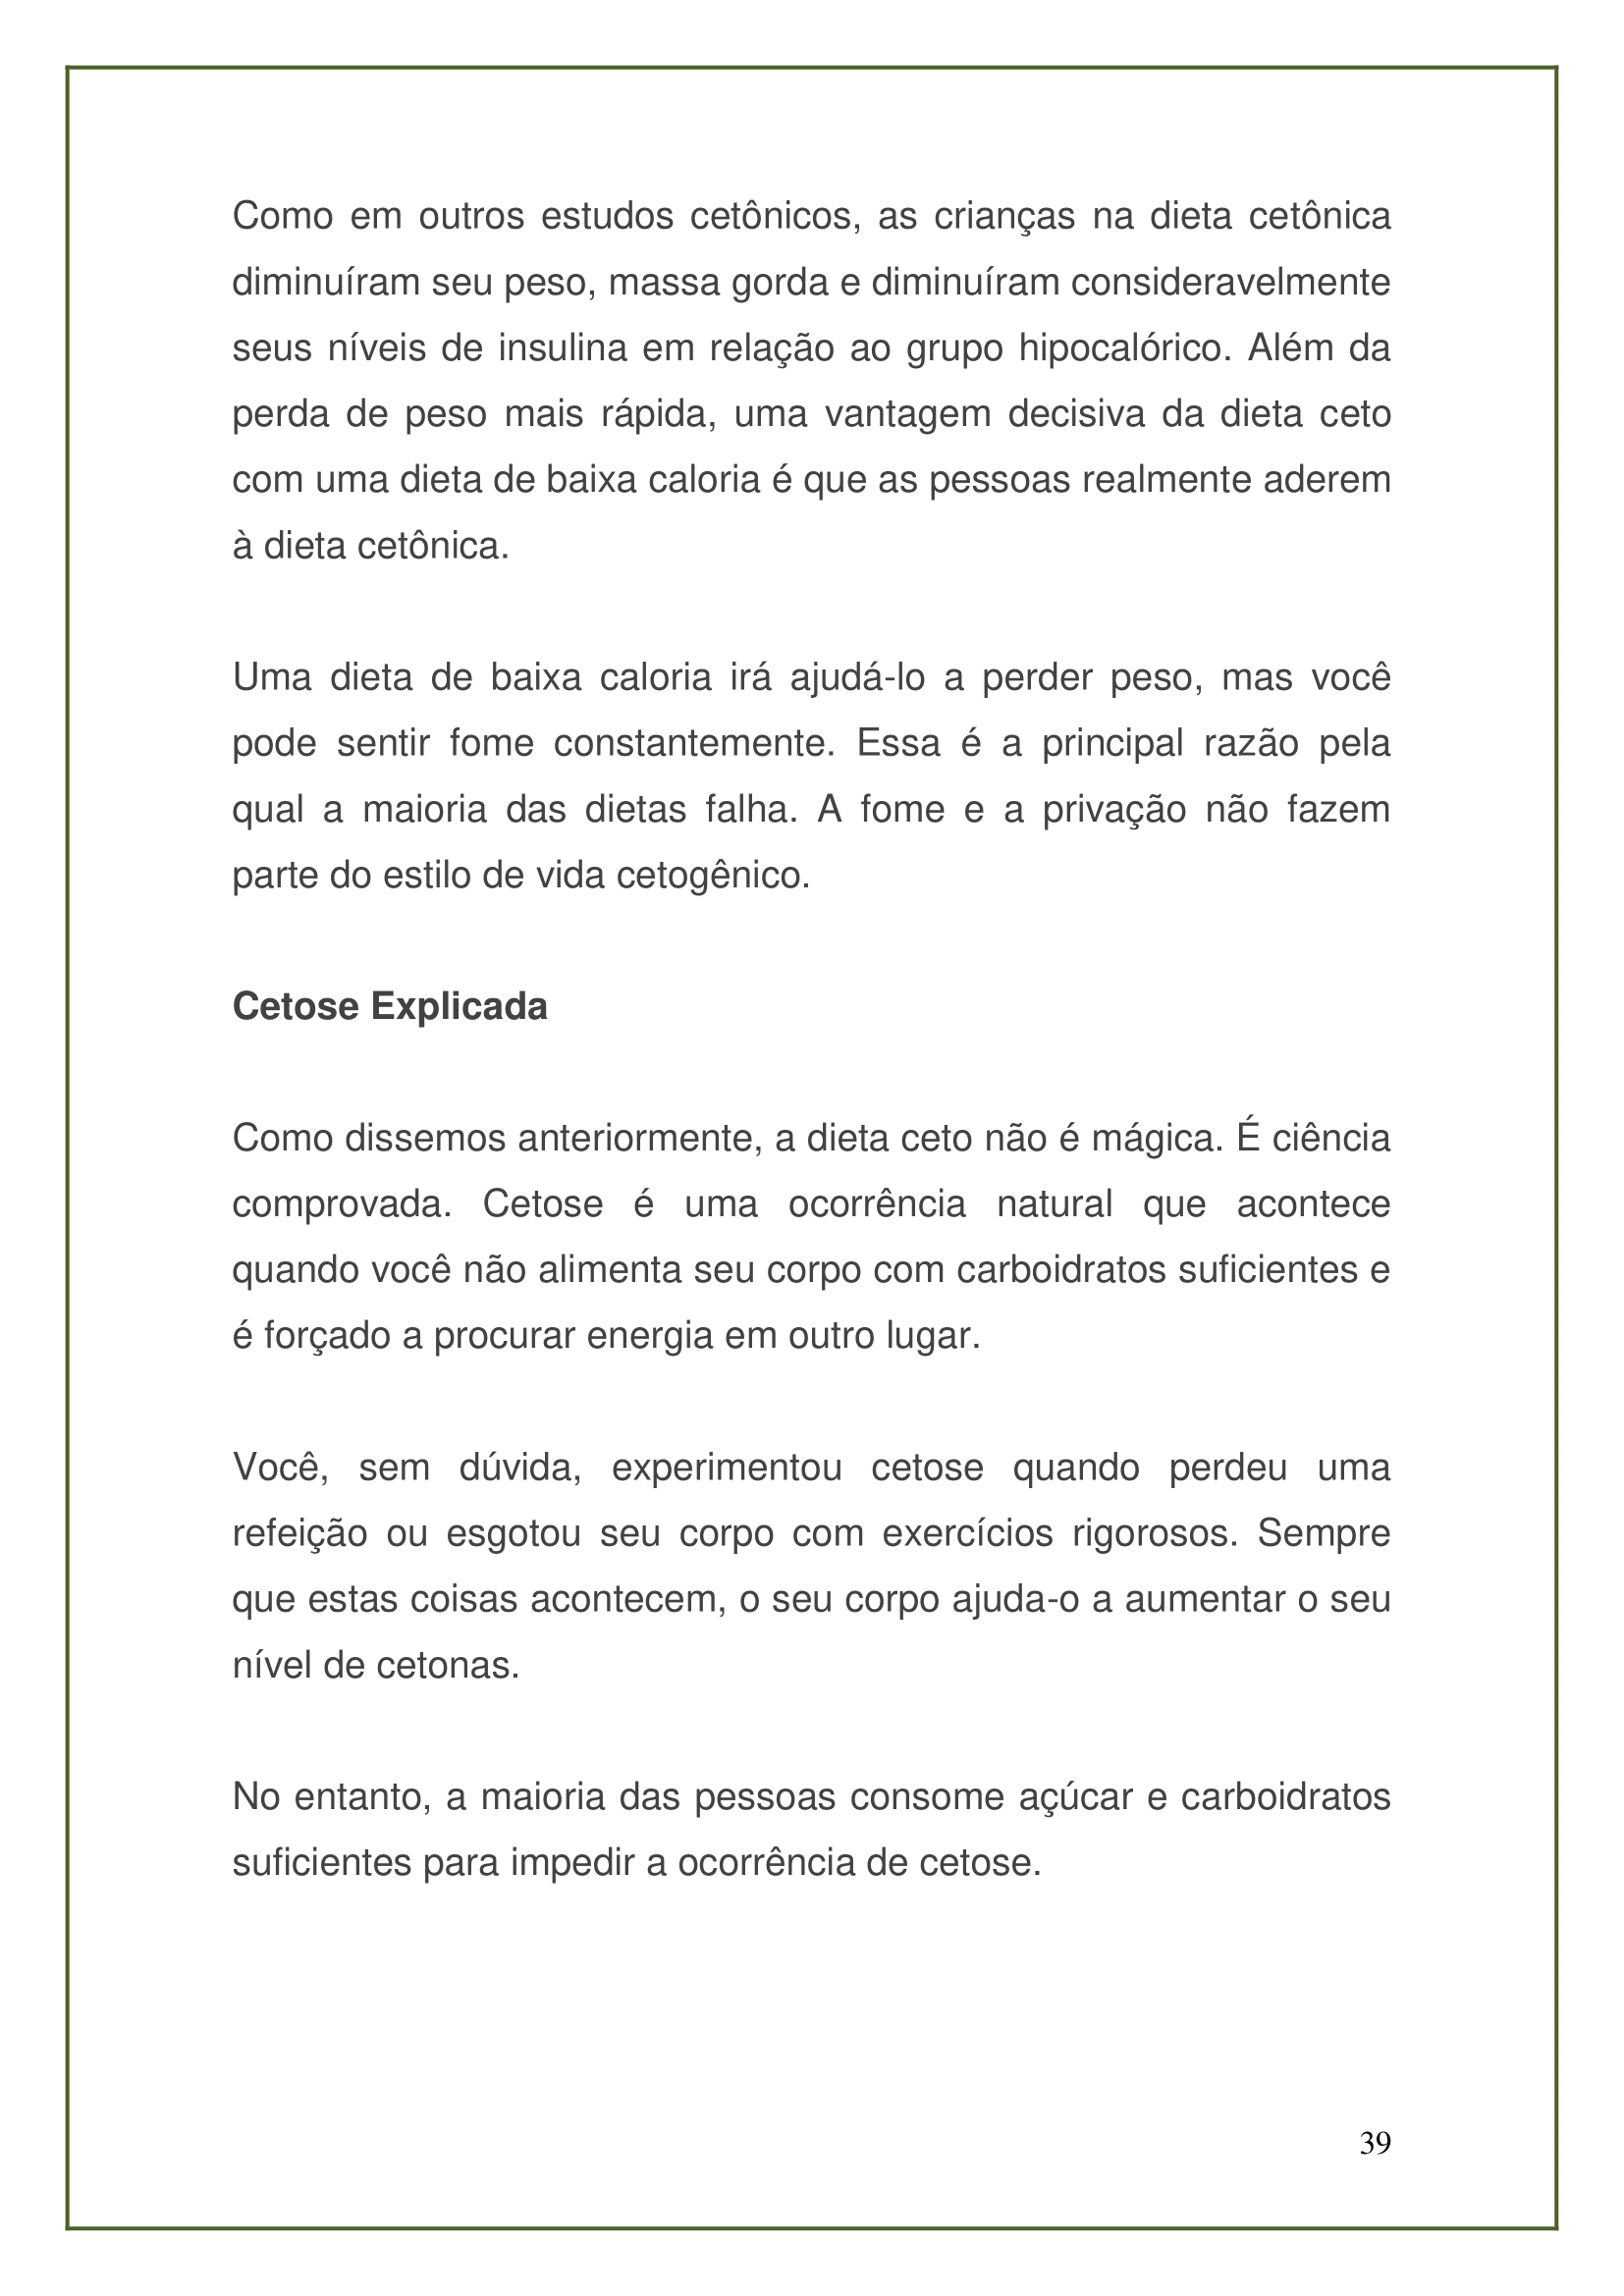 Como em outros estudos cetônicos, as crianças na dieta cetônica
diminuíram seu peso, massa gorda e diminuíram consideravelmente
seus níveis de insulina em relação ao grupo hipocalórico. Além da
perda de peso mais rápida, uma vantagem decisiva da dieta ceto
com uma dieta de baixa caloria é que as pessoas realmente aderem
à dieta cetônica.
Uma dieta de baixa caloria irá ajudá-lo a perder peso, mas você
pode sentir fome constantemente. Essa é a principal razão pela
qual a maioria das dietas falha. A fome e a privação não fazem
parte do estilo de vida cetogênico.
Cetose Explicada
Como dissemos anteriormente, a dieta ceto não é mágica. É ciência
comprovada. Cetose é uma ocorrência natural que acontece
quando você não alimenta seu corpo com carboidratos suficientes e
é forçado a procurar energia em outro lugar.
Você, sem dúvida, experimentou cetose quando perdeu uma
refeição ou esgotou seu corpo com exercícios rigorosos. Sempre
que estas coisas acontecem, o seu corpo ajuda-o a aumentar o seu
nível de cetonas.
No entanto, a maioria das pessoas consome açúcar e carboidratos
suficientes para impedir a ocorrência de cetose.
39